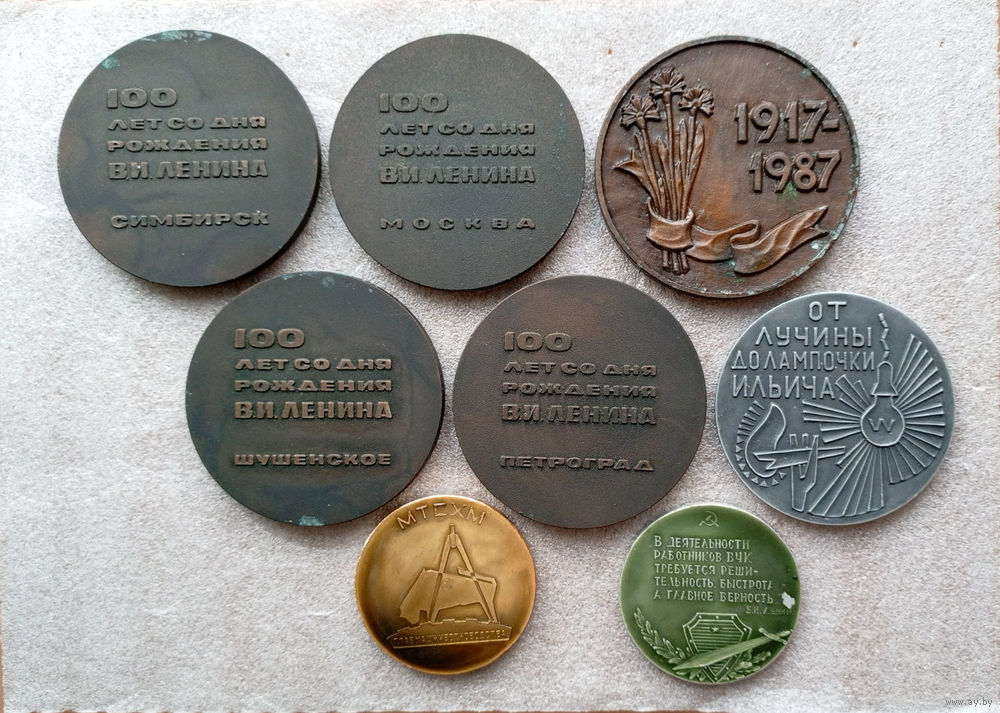 100
ЛЕТ СО ДНЯ
РОЖДЕНИЯ
В.И. ЛЕНИНА
СИМБИРСК
100
ЛЕТ СО ДНЯ
РОЖДЕНИЯ
В.И. ЛЕНИНА
МОСКВА
1917-
1987
100
ЛЕТ СО ДНЯ
РОЖДЕНИЯ
В.И. ЛЕНИНА
ШУШЕНСКОЕ
100
ЛЕТ СО ДНЯ
РОЖДЕНИЯ
В.И. ЛЕНИНА
ПЕТРОГРАД
ОТ
ЛУЧИНЫ
ДО ЛАМПОЧКИ
ИЛЬИЧА
МТСХМ
В ДЕЯТЕЛЬНОСТИ
РАБОТНИКОВ ВЧК
ТРЕБУЕТСЯ РЕШИ-
ТЕЛЬНОСТЬ, БЫСТРОТА
А ГЛАВНОЕ ВЕРНОСТЬ
В.И. ЛЕНИН
www.ay.by